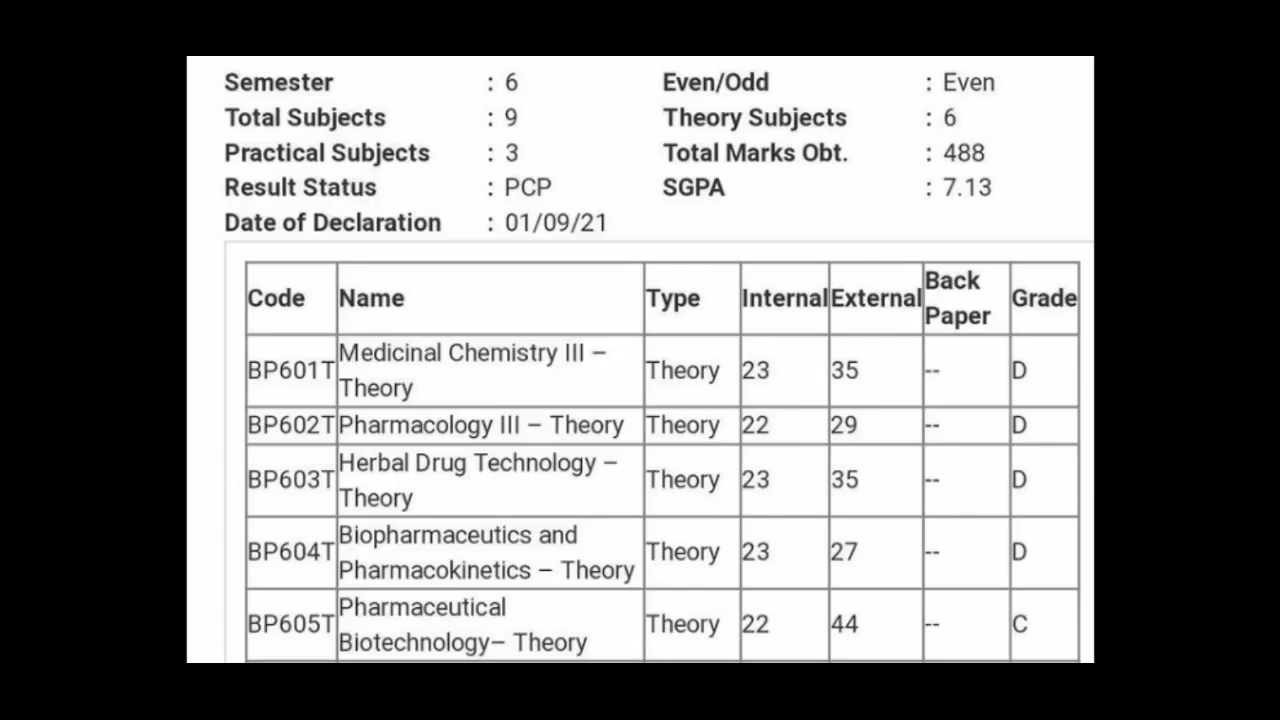 Semester : 6 Even/Odd : Even
Total Subjects : 9 Theory Subjects : 6
Practical Subjects : 3 Total Marks Obt. : 488
Result Status : PCP SGPA : 7.13
Date of Declaration : 01/09/21
Code Name Type Internal External Back Paper Grade
BP601T Medicinal Chemistry III –
Theory Theory 23 35 -- D
BP602T Pharmacology III – Theory Theory 22 29 -- D
BP603T Herbal Drug Technology –
Theory Theory 23 35 -- D
BP604T Biopharmaceutics and
Pharmacokinetics – Theory Theory 23 27 -- D
BP605T Pharmaceutical
Biotechnology– Theory Theory 22 44 -- C